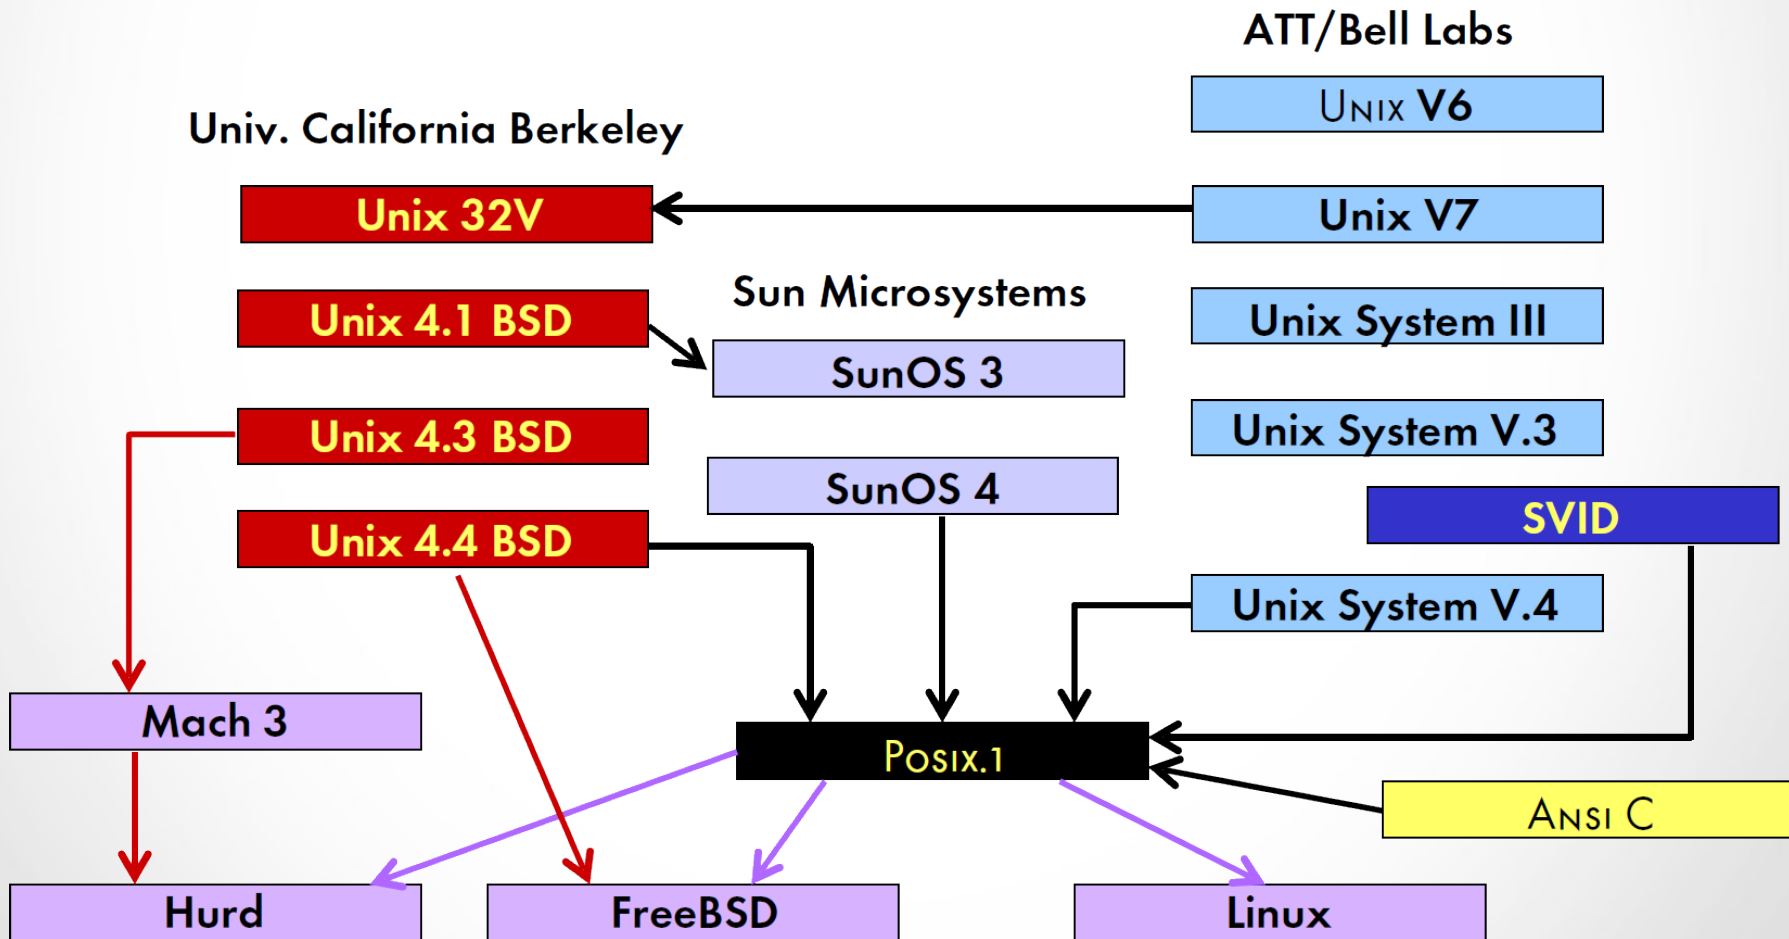 ATT/Bell Labs
UNIX V6
Univ. California Berkeley
Unix 32V
Unix V7
Sun Microsystems
Unix 4.1 BSD
Unix System III
SunOS 3
Unix 4.3 BSD
Unix System V.3
SunOS 4
SVID
Unix 4.4 BSD
Unix System V.4
Mach 3
POSIX.1
ANSI C
Hurd
FreeBSD
Linux